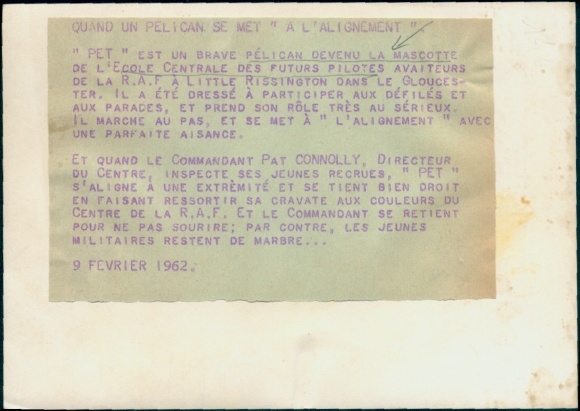 QUAND UN PELICAN SE MET " A L'ALIGNEMENT ".
" PET " EST UN BRAVE PÉLICAN DEVENU LA MASCOTTE
DE L'ECOLE CENTRALE DES FUTURS PILOTES AVAITEURS
DE LA R.A.F À LITTLE RISSINGTON DANS LE GLOUCES-
TER. IL A ÉTÉ DRESSÉ À PARTICIPER AUX DÉFILÉS ET
AUX PARADES, ET PREND SON RÔLE TRÈS AU SÉRIEUX.
IL MARCHE AU PAS, ET SE MET À " L'ALIGNEMENT " AVEC
UNE PARFAITE AISANCE.
ET QUAND LE COMMANDANT PAT CONNOLLY, DIRECTEUR
DU CENTRE, INSPECTE SES JEUNES RECRUES, " PET "
S'ALIGNE À UNE EXTRÈMITÉ ET SE TIENT BIEN DROIT
EN FAISANT RESSORTIR SA CRAVATE AUX COULEURS DU
CENTRE DE LA R.A.F. ET LE COMMANDANT SE RETIENT
POUR NE PAS SOURIRE; PAR CONTRE, LES JEUNES
MILITAIRES RESTENT DE MARBRE...
9 FEVRIER 1962.